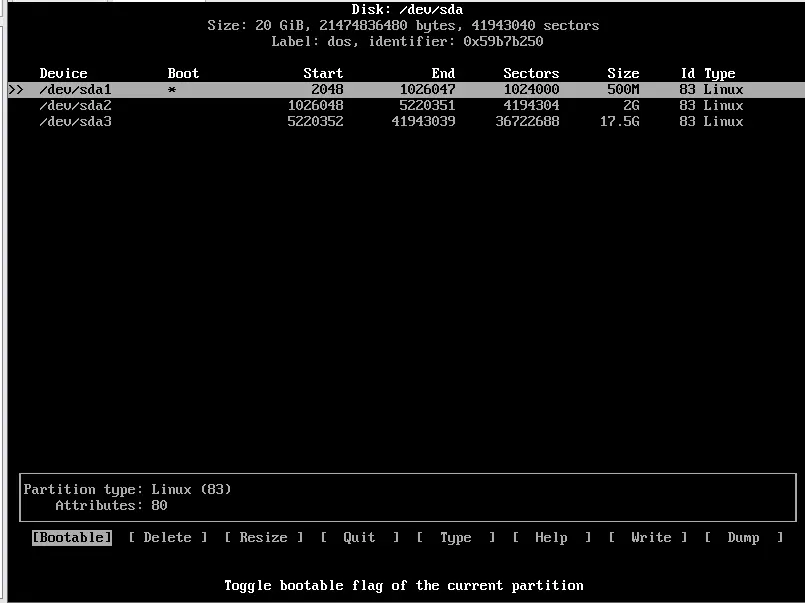 Disk: /dev/sda
Size: 20 GiB, 21474836480 bytes, 41943040 sectors
Label: dos, identifier: 0x59b7b250
Device Boot Start End Sectors Size Id Type
>> /dev/sda1 * 2048 1026047 1024000 500M 83 Linux
/dev/sda2 1026048 5220351 4194304 2G 83 Linux
/dev/sda3 5220352 41943039 36722688 17.5G 83 Linux
Partition type: Linux (83)
Attributes: 80
[Bootable] [ Delete ] [ Resize ] [ Quit ] [ Type ] [ Help ] [ Write ] [ Dump ]
Toggle bootable flag of the current partition